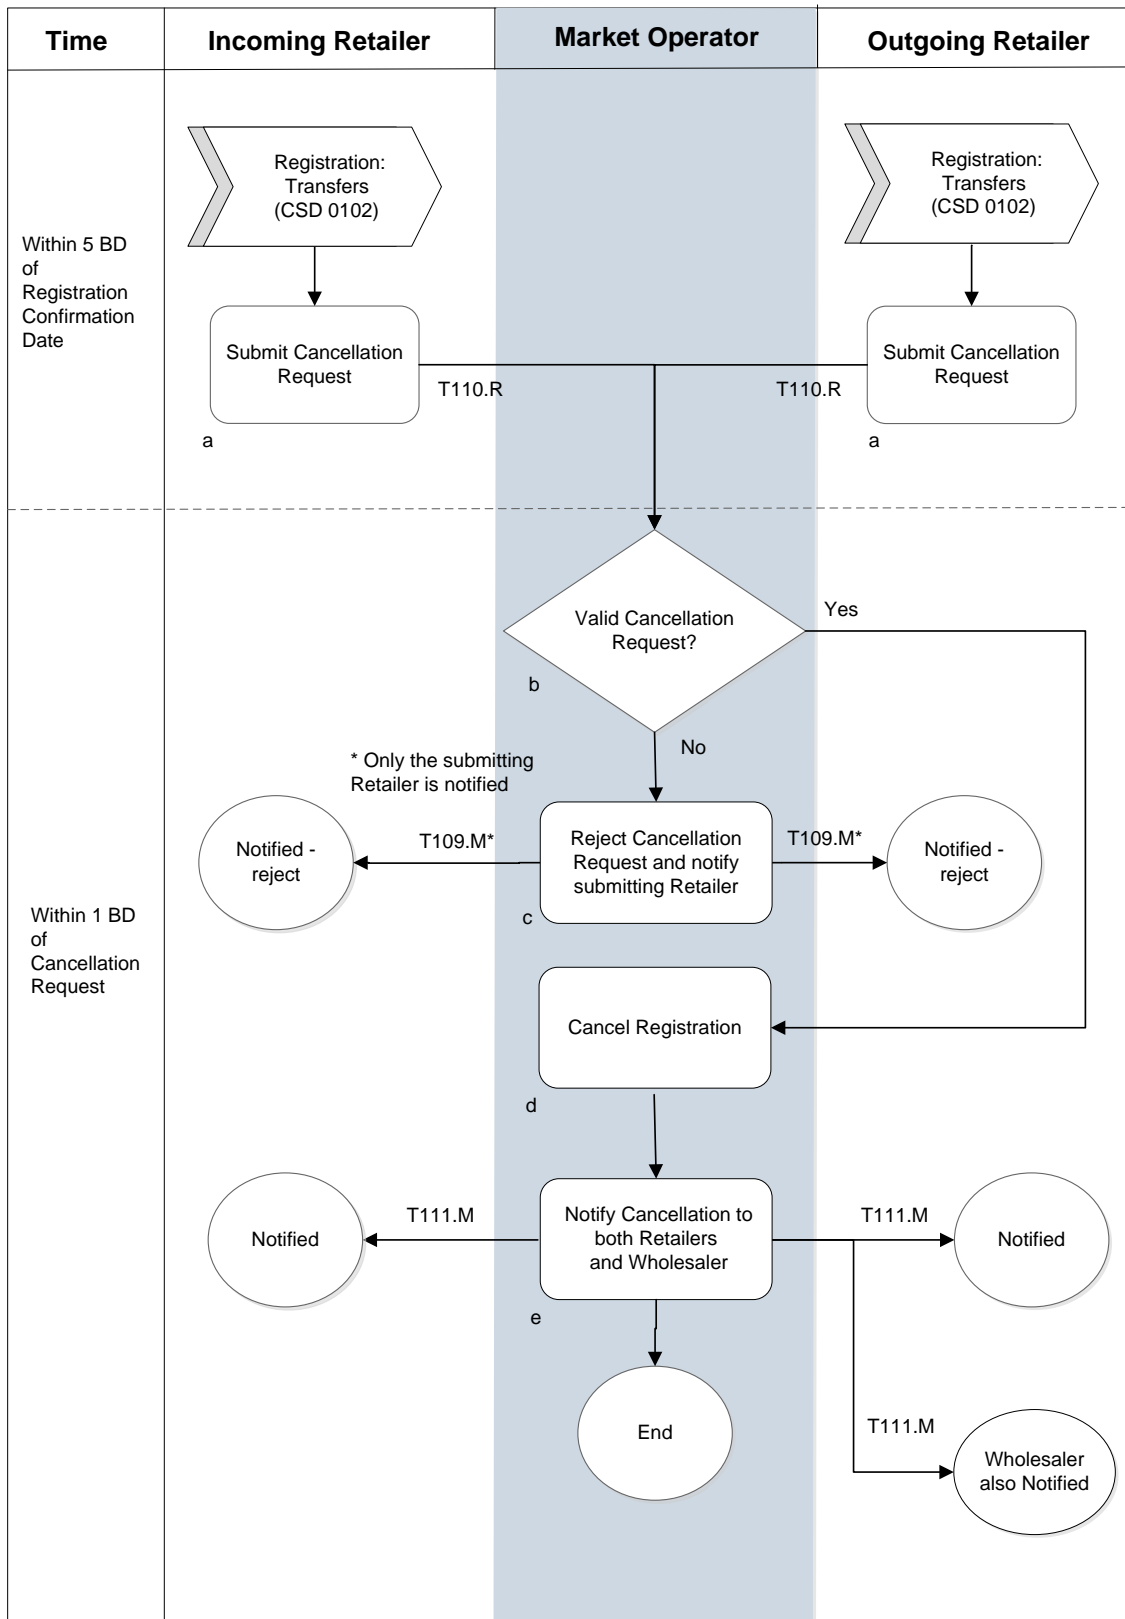 Time
Incoming Retailer
Market Operator
Outgoing Retailer
Registration:
Transfers
(CSD 0102)
Registration:
Transfers
(CSD 0102)
Within 5 BD
of
Registration
Confirmation
Date
Submit Cancellation
Request
Submit Cancellation
Request
T110.R
T110.R
a
a
Valid Cancellation
Request?
Yes
b
No
* Only the submitting
Retailer is notified
Notified -
reject
T109.M*
Reject Cancellation
Request and notify
submitting Retailer
T109.M*
Notified -
reject
c
Within 1 BD
of
Cancellation
Request
Cancel Registration
d
Notified
T111.M
Notify Cancellation to
both Retailers
and Wholesaler
T111.M
Notified
e
End
T111.M
Wholesaler
also Notified